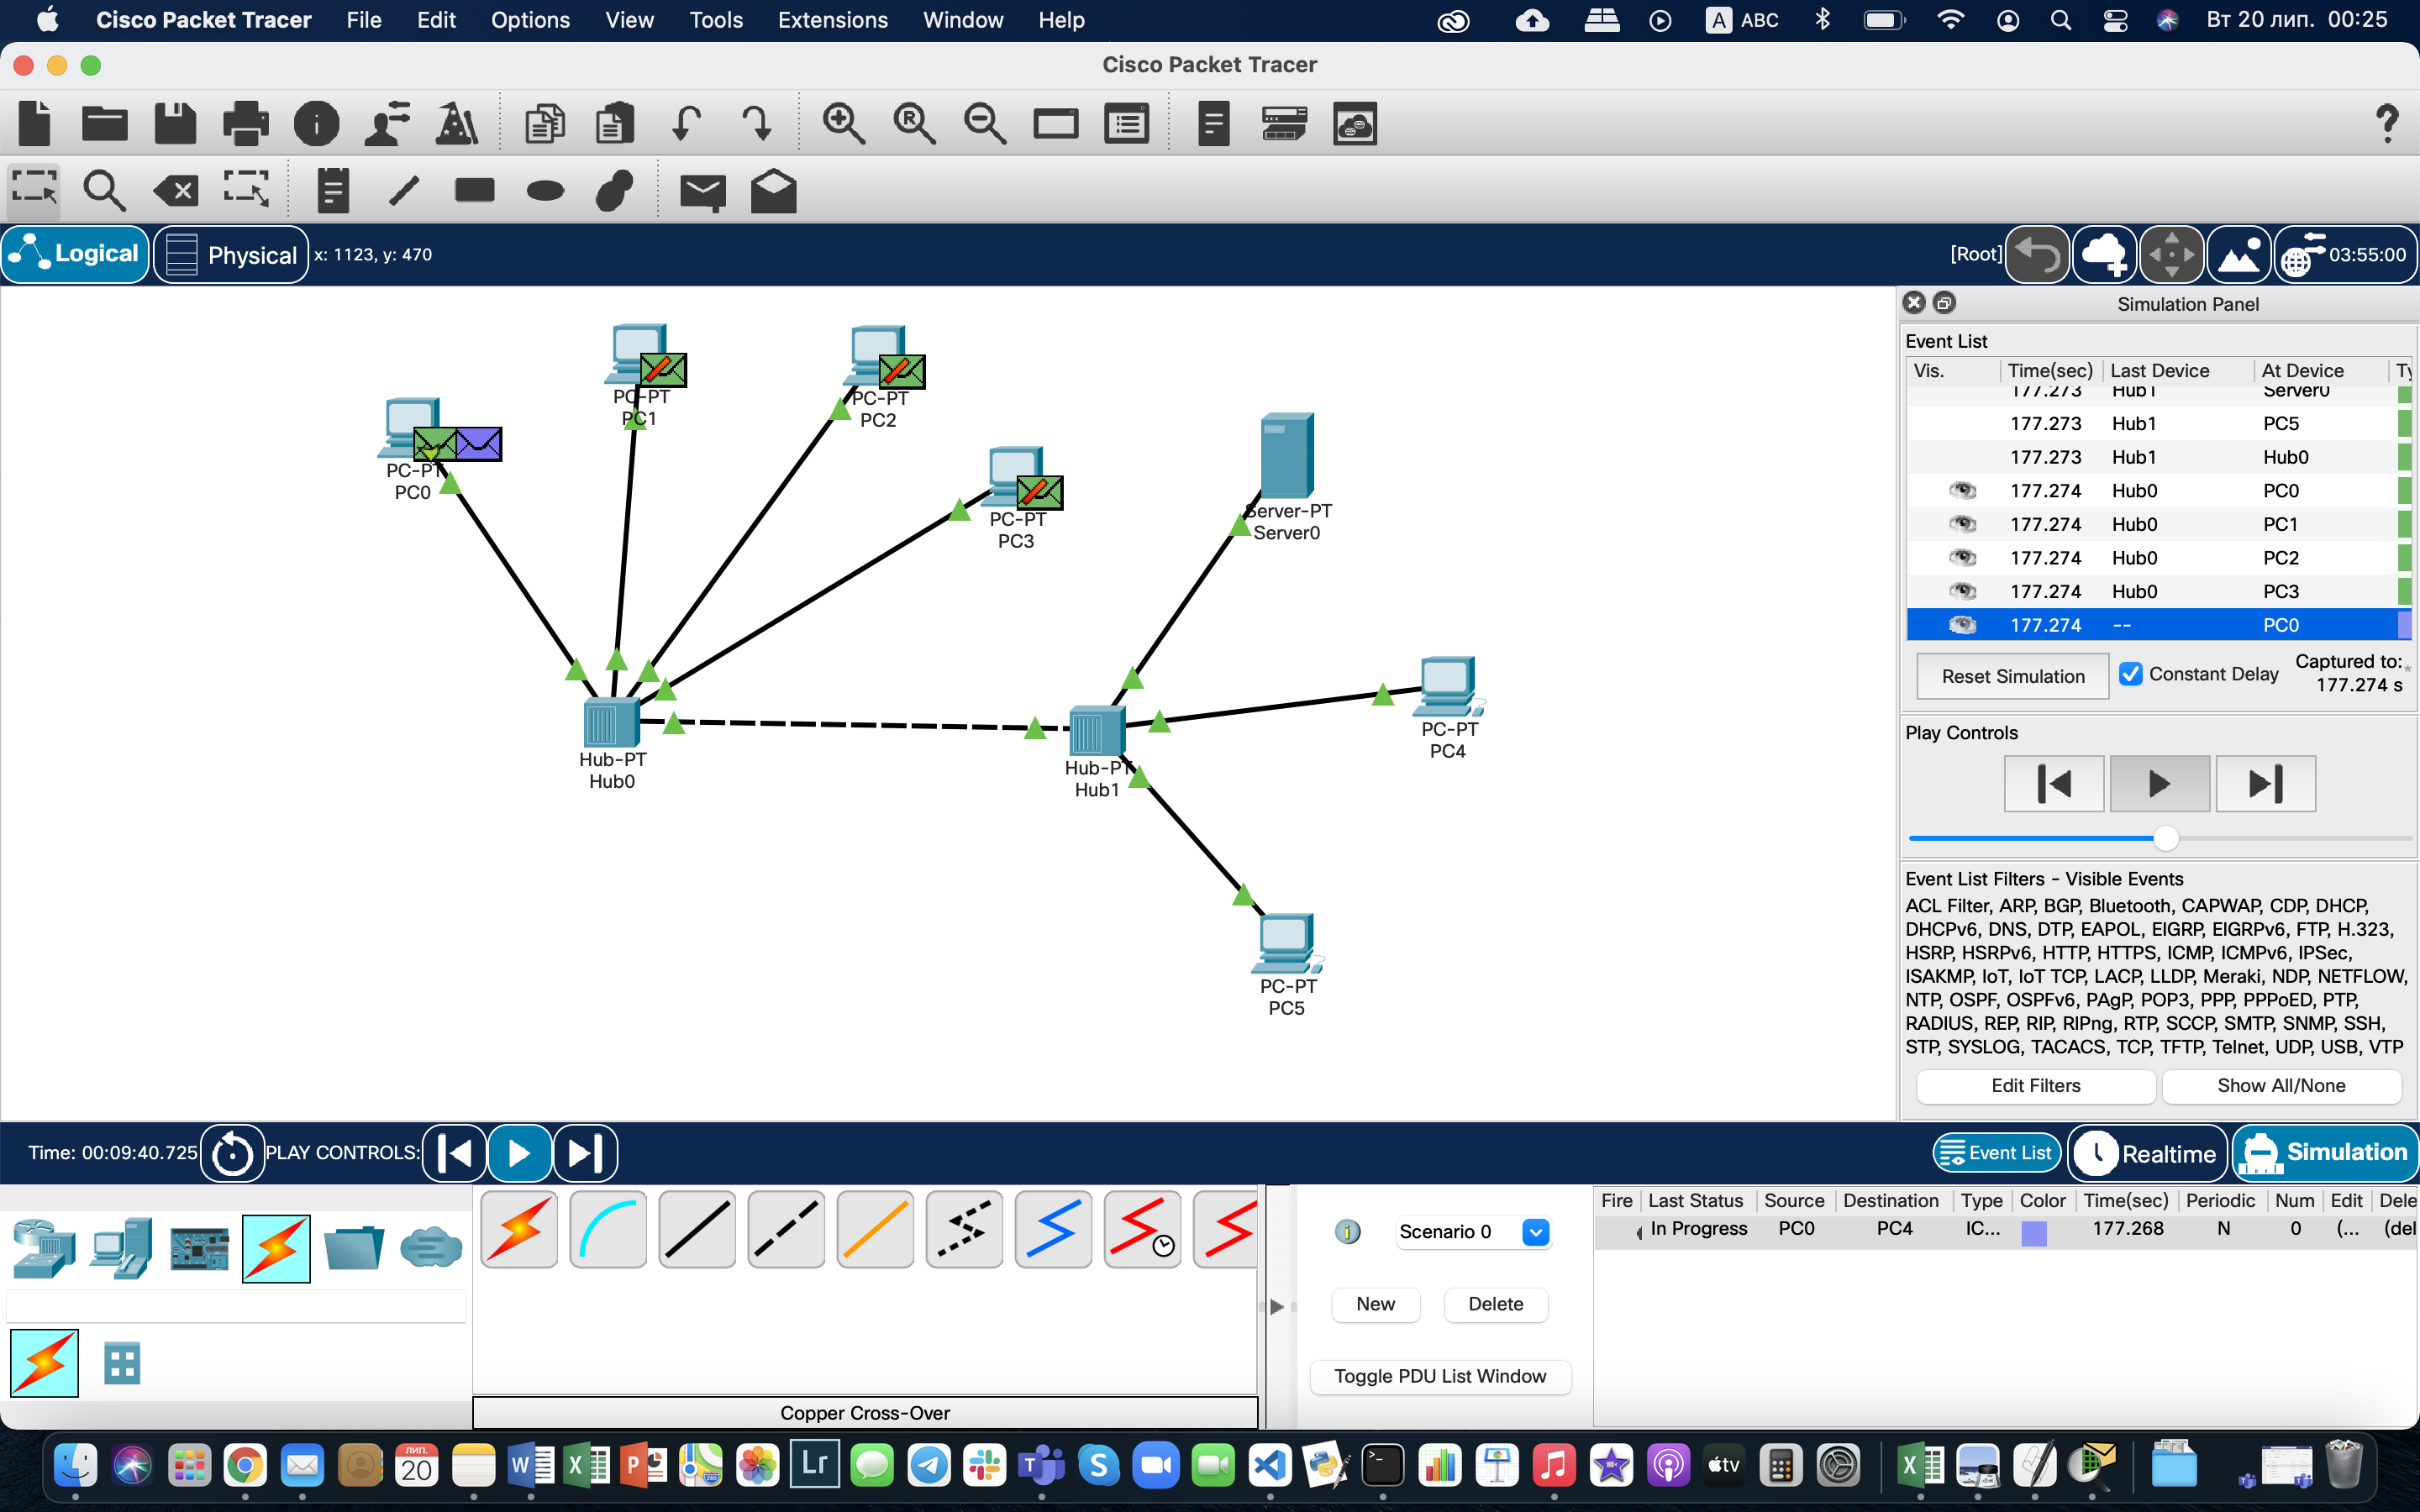 Cisco Packet Tracer File Edit Options View Tools Extensions Window Help A ABC Вт 20 лип. 00:25
Cisco Packet Tracer
Logical Physical x: 1123, y: 470 [Root] 03:55:00
Simulation Panel
Event List
Vis. Time(sec) Last Device At Device Ty
177.273 Hub1 Server0
177.273 Hub1 PC5
177.273 Hub1 Hub0
177.274 Hub0 PC0
177.274 Hub0 PC1
177.274 Hub0 PC2
177.274 Hub0 PC3
177.274 -- PC0
Reset Simulation Constant Delay Captured to: *
177.274 s
Play Controls
Event List Filters - Visible Events
ACL Filter, ARP, BGP, Bluetooth, CAPWAP, CDP, DHCP,
DHCPv6, DNS, DTP, EAPOL, EIGRP, EIGRPv6, FTP, H.323,
HSRP, HSRPv6, HTTP, HTTPS, ICMP, ICMPv6, IPSec,
ISAKMP, IoT, IoT TCP, LACP, LLDP, Meraki, NDP, NETFLOW,
NTP, OSPF, OSPFv6, PAgP, POP3, PPP, PPPoED, PTP,
RADIUS, REP, RIP, RIPng, RTP, SCCP, SMTP, SNMP, SSH,
STP, SYSLOG, TACACS, TCP, TFTP, Telnet, UDP, USB, VTP
Edit Filters Show All/None
PC-PT
PC1
PC-PT
PC2
PC-PT
PC0
PC-PT
PC3
Server-PT
Server0
PC-PT
PC4
Hub-PT
Hub0
Hub-PT
Hub1
PC-PT
PC5
Time: 00:09:40.725 PLAY CONTROLS: Event List Realtime Simulation
Scenario 0
New Delete
Toggle PDU List Window
Fire Last Status Source Destination Type Color Time(sec) Periodic Num Edit Dele
In Progress PC0 PC4 IC... 177.268 N 0 (... (del
Copper Cross-Over
ЛИП.
20
Lr
tv